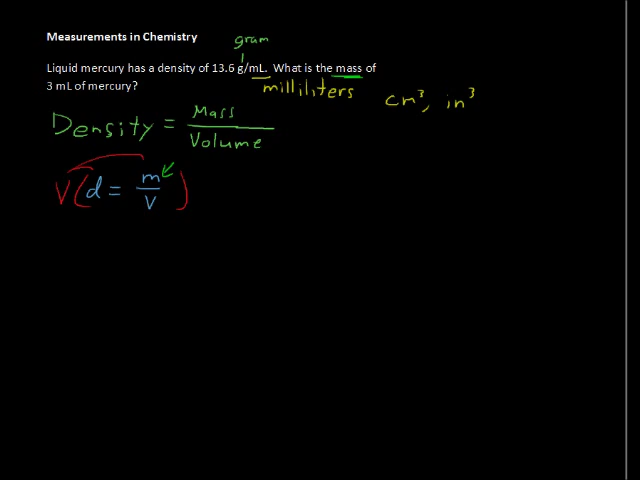 Measurements in Chemistry
gram
Liquid mercury has a density of 13.6 g/mL. What is the mass of
3 mL of mercury?
milliliters cm³, in³
Density = Mass / Volume
V(d = m / V)